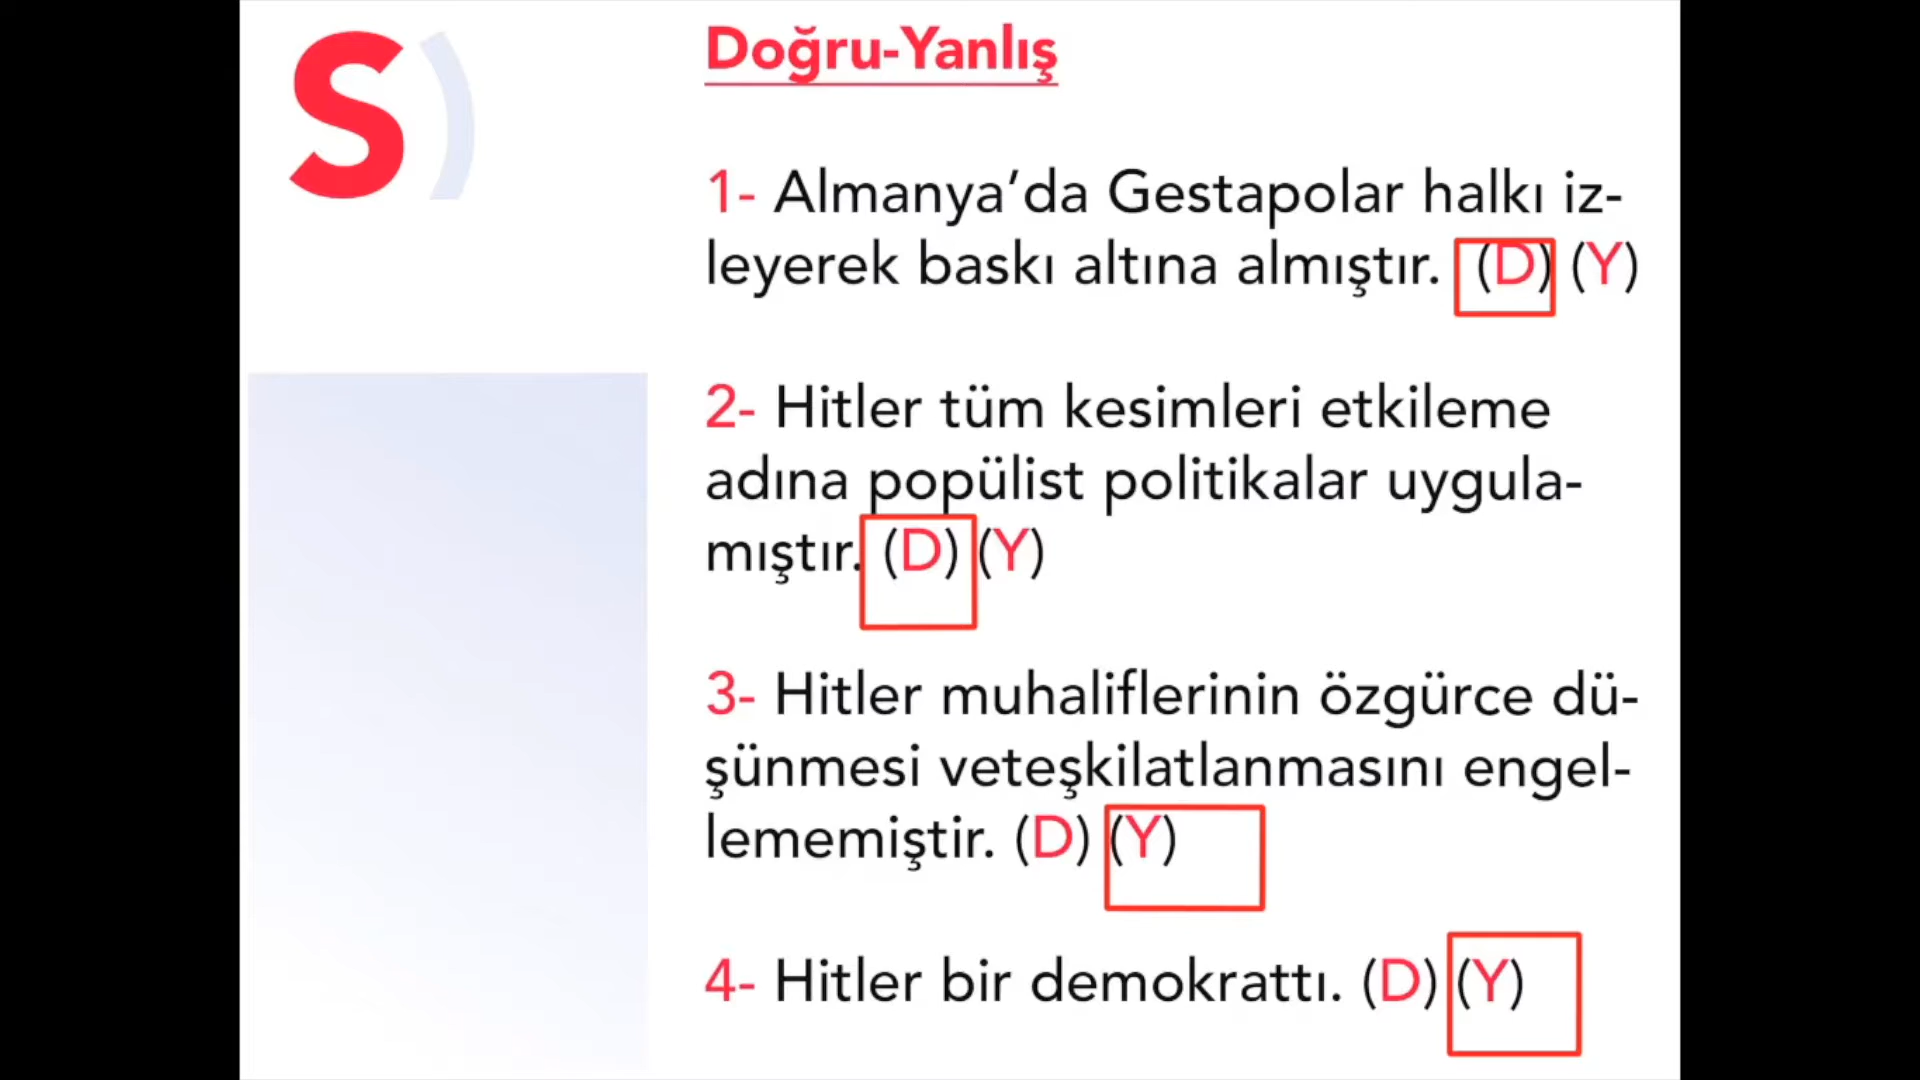 S)
Doğru-Yanlış
1- Almanya’da Gestapolar halkı iz-
leyerek baskı altına almıştır. (D) (Y)
2- Hitler tüm kesimleri etkileme
adına popülist politikalar uygula-
mıştır. (D) (Y)
3- Hitler muhaliflerinin özgürce dü-
şünmesi veteşkilatlanmasını engel-
lememiştir. (D) (Y)
4- Hitler bir demokrattı. (D) (Y)